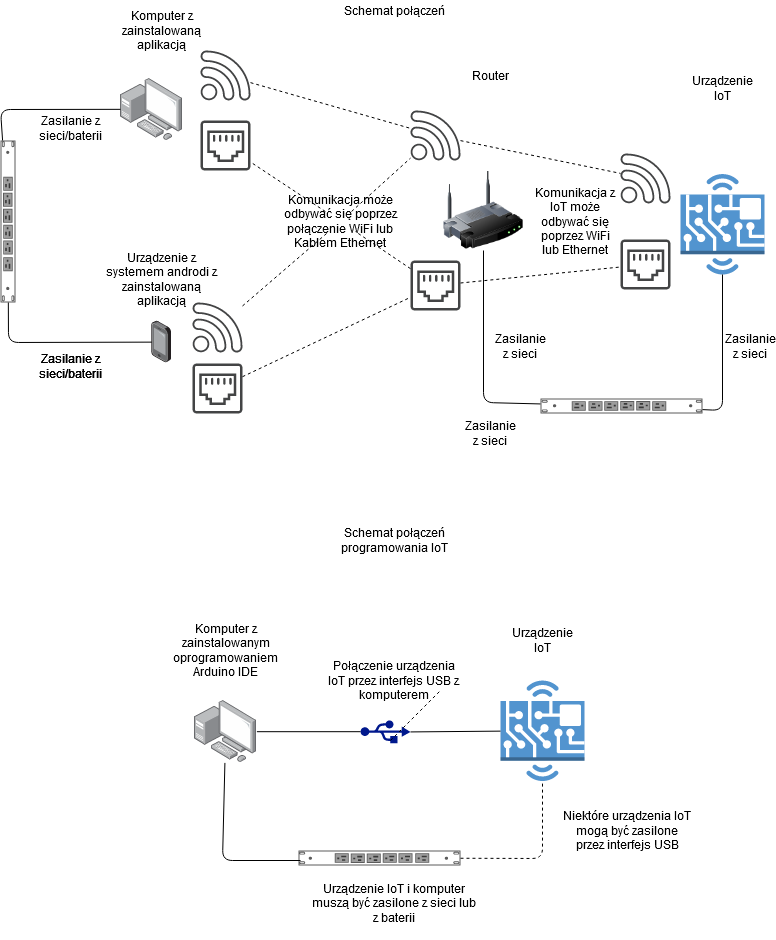 Schemat połączeń
Komputer z
zainstalowaną
aplikacją
Router
Urządzenie
IoT
Zasilanie z
sieci/baterii
Komunikacja może
odbywać się poprzez
połączenie WiFi lub
Kablem Ethernet
Komunikacja z
IoT może
odbywać się
poprzez WiFi
lub Ethernet
Urządzenie z
systemem androdi z
zainstalowaną
aplikacją
Zasilanie z
sieci/baterii
Zasilanie
z sieci
Zasilanie
z sieci
Zasilanie
z sieci
Schemat połączeń
programowania IoT
Komputer z
zainstalowanym
oprogramowaniem
Arduino IDE
Urządzenie
IoT
Połączenie urządzenia
IoT przez interfejs USB z
komputerem
Niektóre urządzenia IoT
mogą być zasilone
przez interfejs USB
Urządzenie IoT i komputer
muszą być zasilone z sieci lub
z baterii